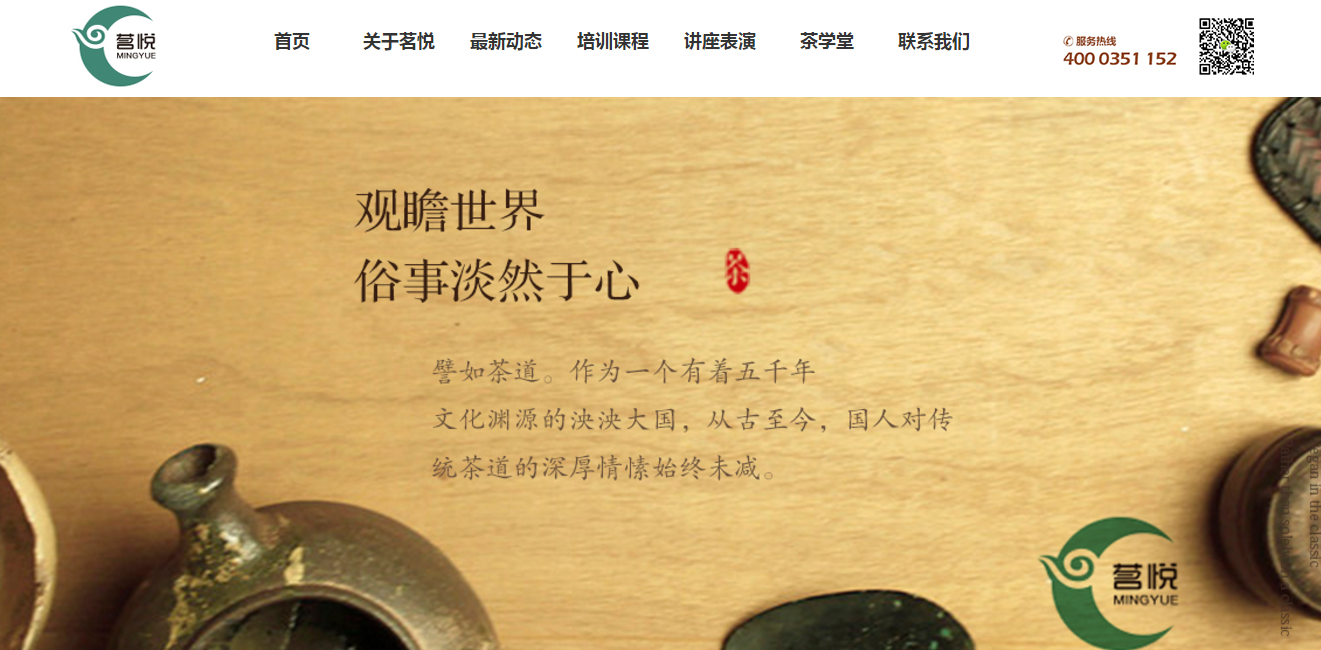 茗悦
MINGYUE
首页 关于茗悦 最新动态 培训课程 讲座表演 茶学堂 联系我们
✆ 服务热线
400 0351 152
观瞻世界
俗事淡然于心
茶
譬如茶道。作为一个有着五千年
文化渊源的泱泱大国，从古至今，国人对传
统茶道的深厚情愫始终未减。
茗悦
MINGYUE
in the classic